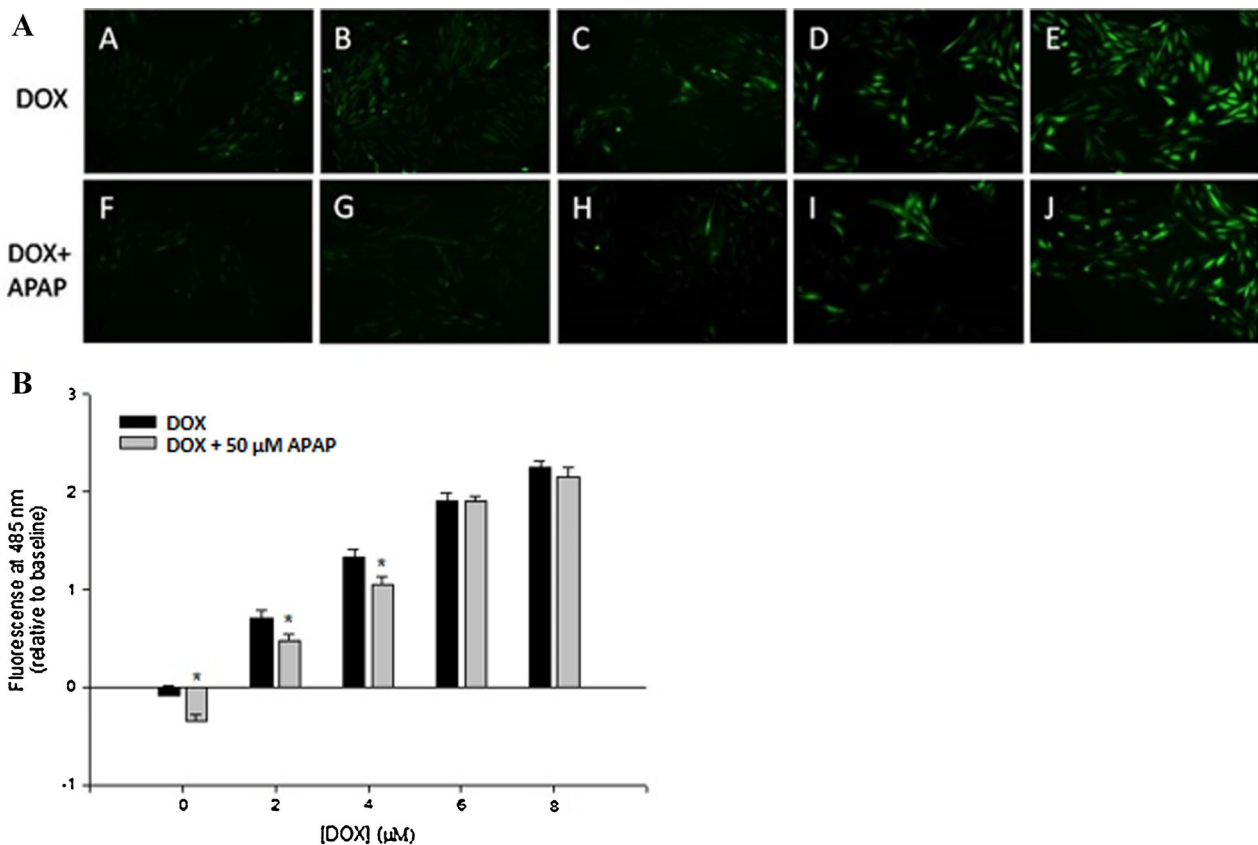 A
A B C D E
DOX
F G H I J
DOX+
APAP
B
3
DOX
DOX + 50 µM APAP
2
1
0
-1
Fluorescense at 485 nm
(relative to baseline)
* * *
0 2 4 6 8
[DOX] (µM)